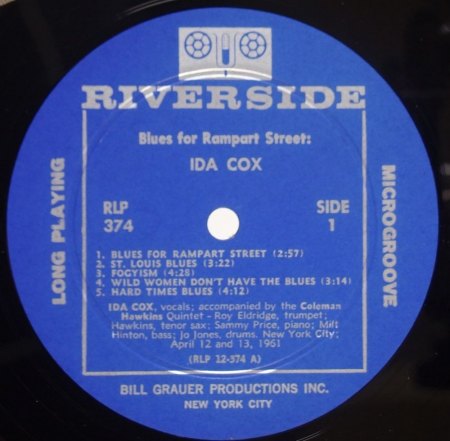 RIVERSIDE
Blues for Rampart Street:
IDA COX
RLP
374
SIDE
1
LONG PLAYING
MICROGROOVE
1. BLUES FOR RAMPART STREET (2:57)
2. ST. LOUIS BLUES (3:22)
3. FOGYISM (4:28)
4. WILD WOMEN DON'T HAVE THE BLUES (3:14)
5. HARD TIMES BLUES (4:12)
IDA COX, vocals; accompanied by the Coleman
Hawkins Quintet - Roy Eldridge, trumpet;
Hawkins, tenor sax; Sammy Price, piano; Milt
Hinton, bass; Jo Jones, drums. New York City;
April 12 and 13, 1961
(RLP 12-374 A)
BILL GRAUER PRODUCTIONS INC.
NEW YORK CITY